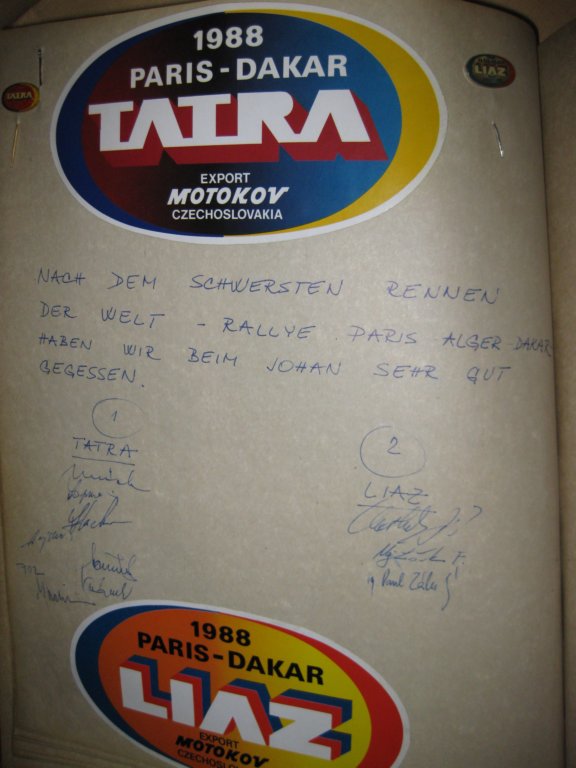 1988
PARIS - DAKAR
TATRA
EXPORT
MOTOKOV
CZECHOSLOVAKIA
TATRA
LIAZ
NACH DEM SCHWERSTEN RENNEN
DER WELT - RALLYE PARIS ALGER-DAKAR
HABEN WIR BEIM JOHAN SEHR GUT
GEGESSEN.
1
TATRA
2
LIAZ
1988
PARIS - DAKAR
LIAZ
EXPORT
MOTOKOV